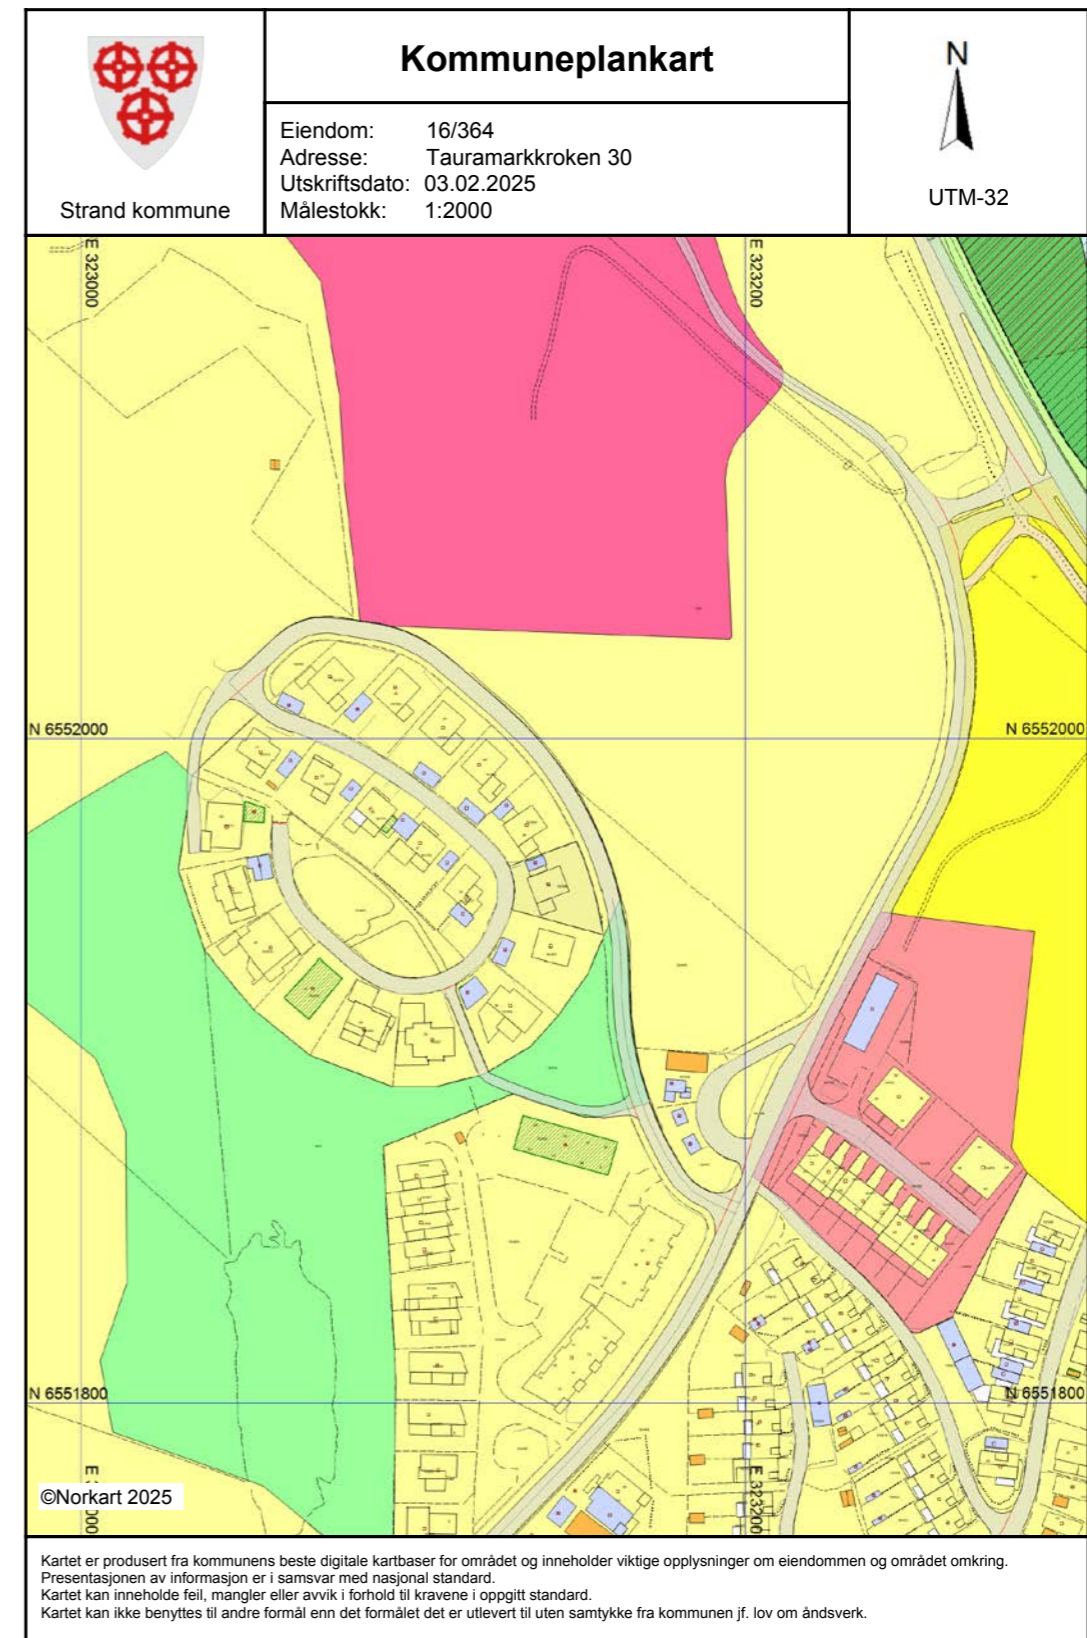 Kommuneplankart
Strand kommune
Eiendom: 16/364
Adresse: Tauramarkkroken 30
Utskriftsdato: 03.02.2025
Målestokk: 1:2000
N
UTM-32
E 323000
E 323200
N 6552000
N 6552000
N 6551800
N 6551800
E 323200
©Norkart 2025
Kartet er produsert fra kommunens beste digitale kartbaser for området og inneholder viktige opplysninger om eiendommen og området omkring.
Presentasjonen av informasjon er i samsvar med nasjonal standard.
Kartet kan inneholde feil, mangler eller avvik i forhold til kravene i oppgitt standard.
Kartet kan ikke benyttes til andre formål enn det formålet det er utlevert til uten samtykke fra kommunen jf. lov om åndsverk.